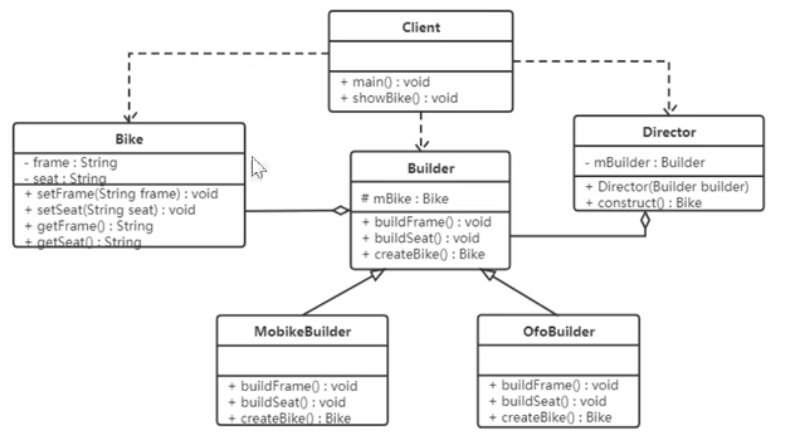 Client
+ main() : void
+ showBike() : void
Bike
- frame : String
- seat : String
+ setFrame(String frame) : void
+ setSeat(String seat) : void
+ getFrame() : String
+ getSeat() : String
Builder
# mBike : Bike
+ buildFrame() : void
+ buildSeat() : void
+ createBike() : Bike
Director
- mBuilder : Builder
+ Director(Builder builder)
+ construct() : Bike
MobikeBuilder
+ buildFrame() : void
+ buildSeat() : void
+ createBike() : Bike
OfoBuilder
+ buildFrame() : void
+ buildSeat() : void
+ createBike() : Bike